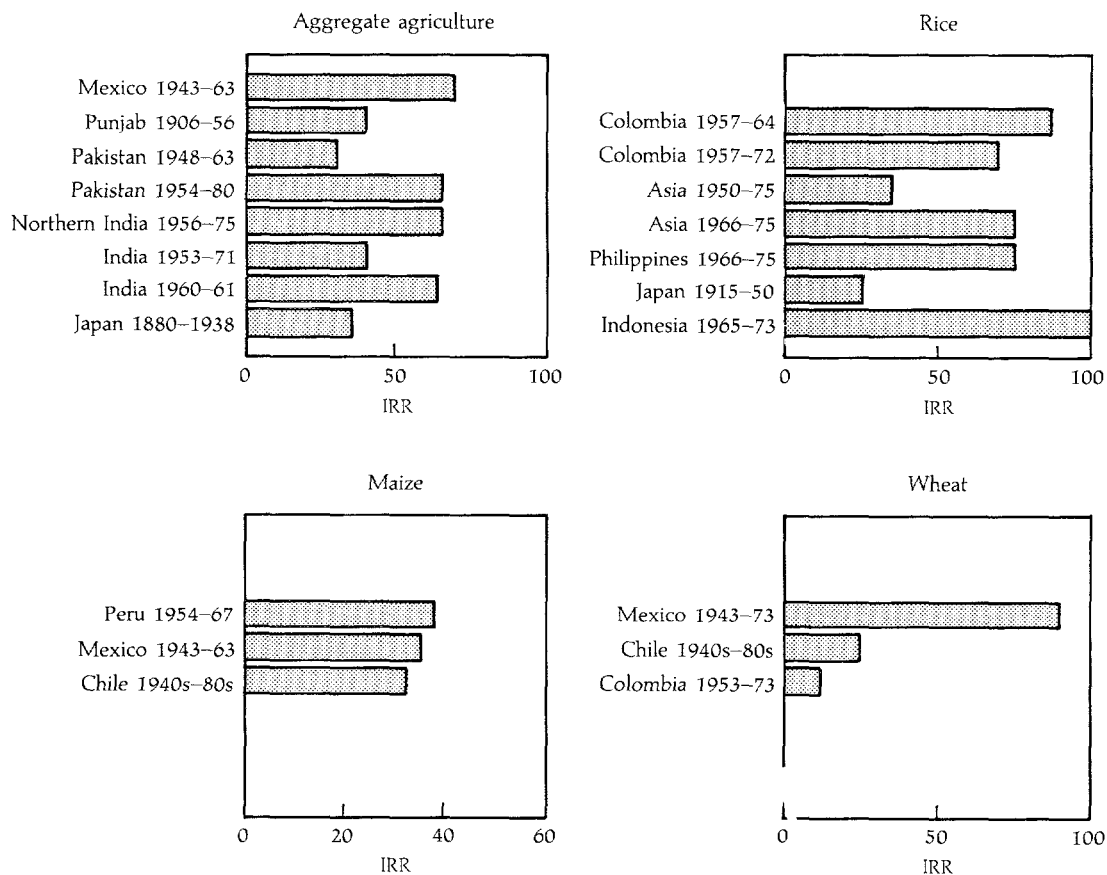 Aggregate agriculture
Mexico 1943–63
Punjab 1906–56
Pakistan 1948–63
Pakistan 1954–80
Northern India 1956–75
India 1953–71
India 1960–61
Japan 1880–1938
0 50 100
IRR
Rice
Colombia 1957–64
Colombia 1957–72
Asia 1950–75
Asia 1966–75
Philippines 1966–75
Japan 1915–50
Indonesia 1965–73
0 50 100
IRR
Maize
Peru 1954–67
Mexico 1943–63
Chile 1940s–80s
0 20 40 60
IRR
Wheat
Mexico 1943–73
Chile 1940s–80s
Colombia 1953–73
0 50 100
IRR